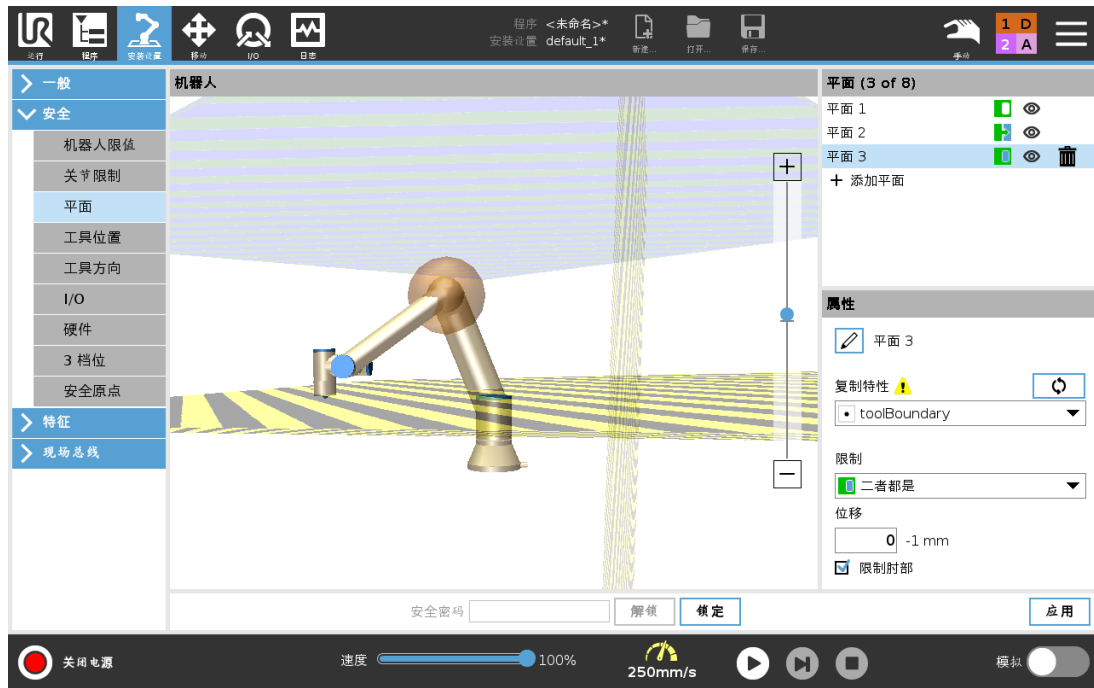 程序 <未命名>*
安装设置 default_1*
新建...
打开...
保存...
手动
1 D
2 A
运行
程序
安装设置
移动
I/O
日志
一般
安全
机器人限值
关节限制
平面
工具位置
工具方向
I/O
硬件
3 档位
安全原点
特征
现场总线
机器人
平面 (3 of 8)
平面 1
平面 2
平面 3
添加平面
属性
平面 3
复制特性
toolBoundary
限制
二者都是
位移
0 -1 mm
限制肘部
安全密码
解锁
锁定
应用
关闭电源
速度
100%
250mm/s
模拟